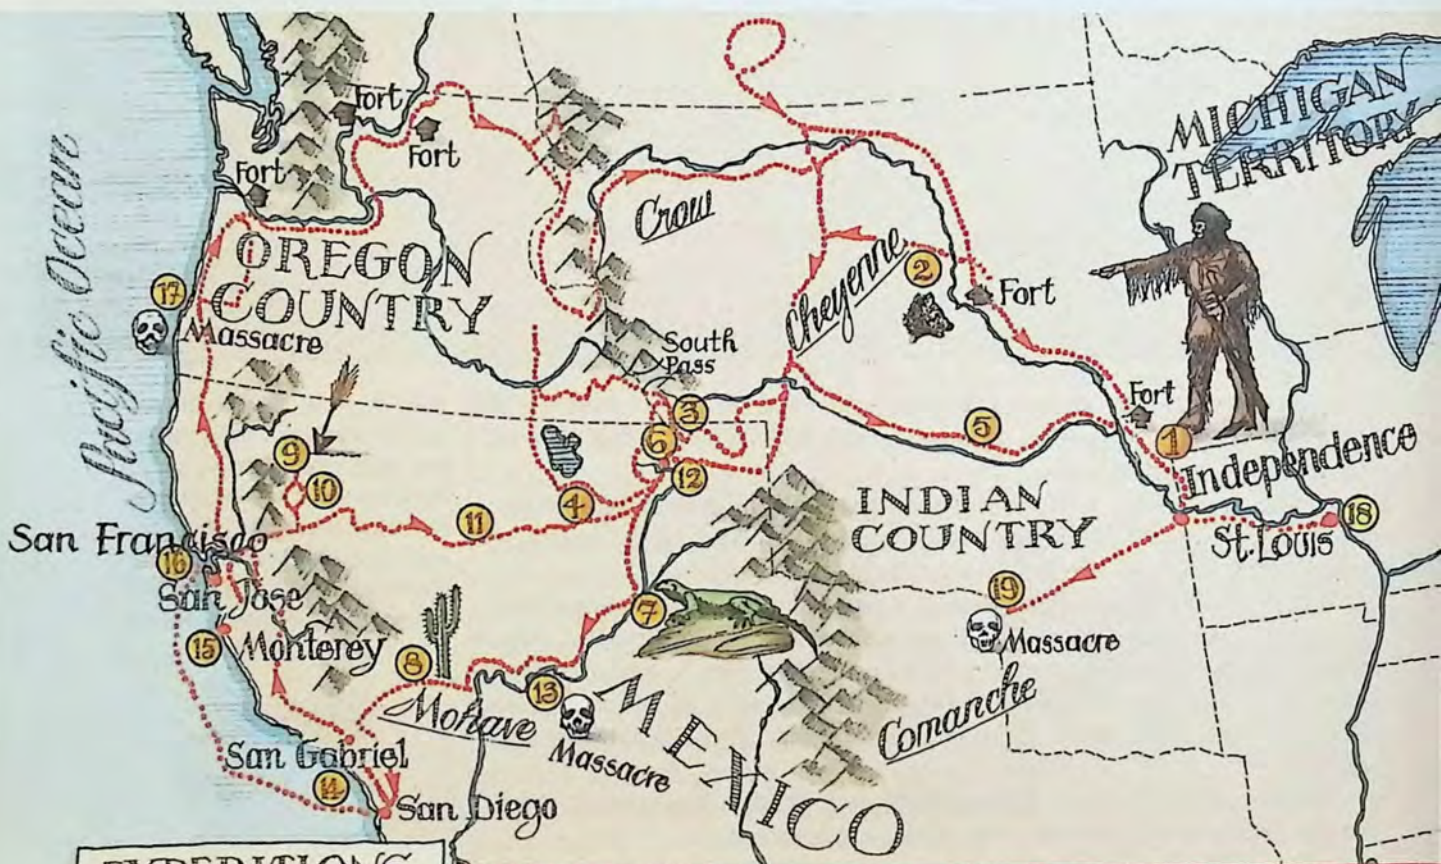 Pacific Ocean
Fort
Fort
Fort
OREGON
COUNTRY
Crow
MICHIGAN
TERRITORY
Cheyenne
2
Fort
17
Massacre
South
Pass
3
6
12
5
Fort
1
Independence
9
10
11
4
INDIAN
COUNTRY
St. Louis
18
San Francisco
16
San Jose
15
Monterey
7
8
Mohave
13
Massacre
MEXICO
19
Massacre
Comanche
San Gabriel
14
San Diego